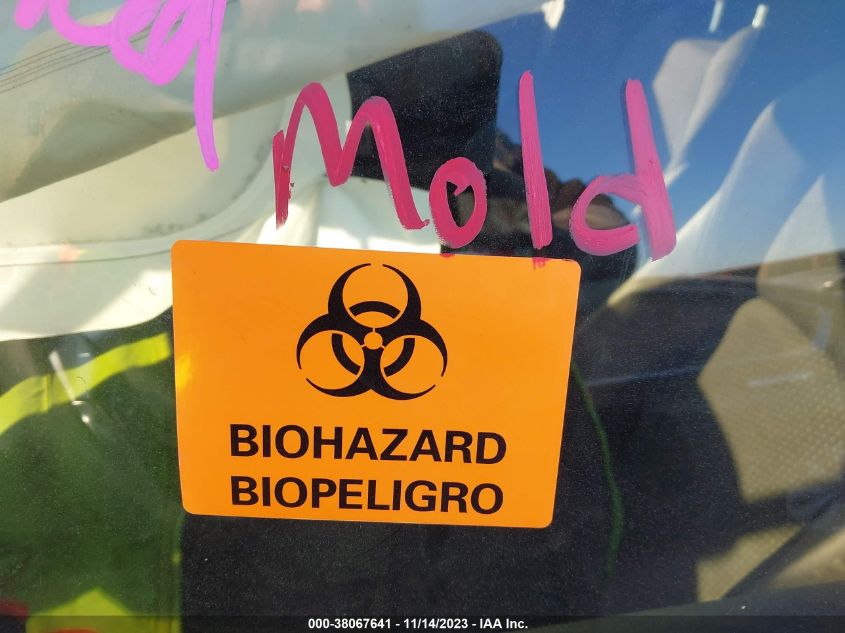 Mold
BIOHAZARD
BIOPELIGRO
000-38067641 - 11/14/2023 - IAA Inc.